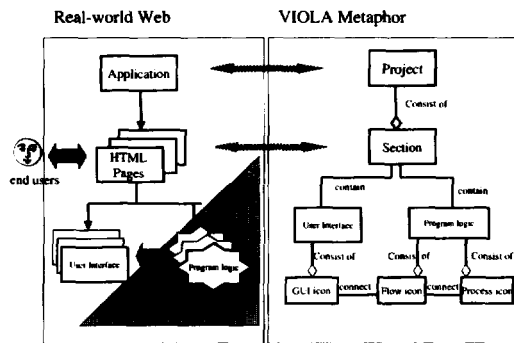 Real-world Web
VIOLA Metaphor
Application
Project
Consist of
HTML
Pages
Section
end users
contain
contain
User Interface
Program logic
User Interface
Program logic
Consist of
Consist of
Consist of
GUI icon
connect
Flow icon
connect
Process icon